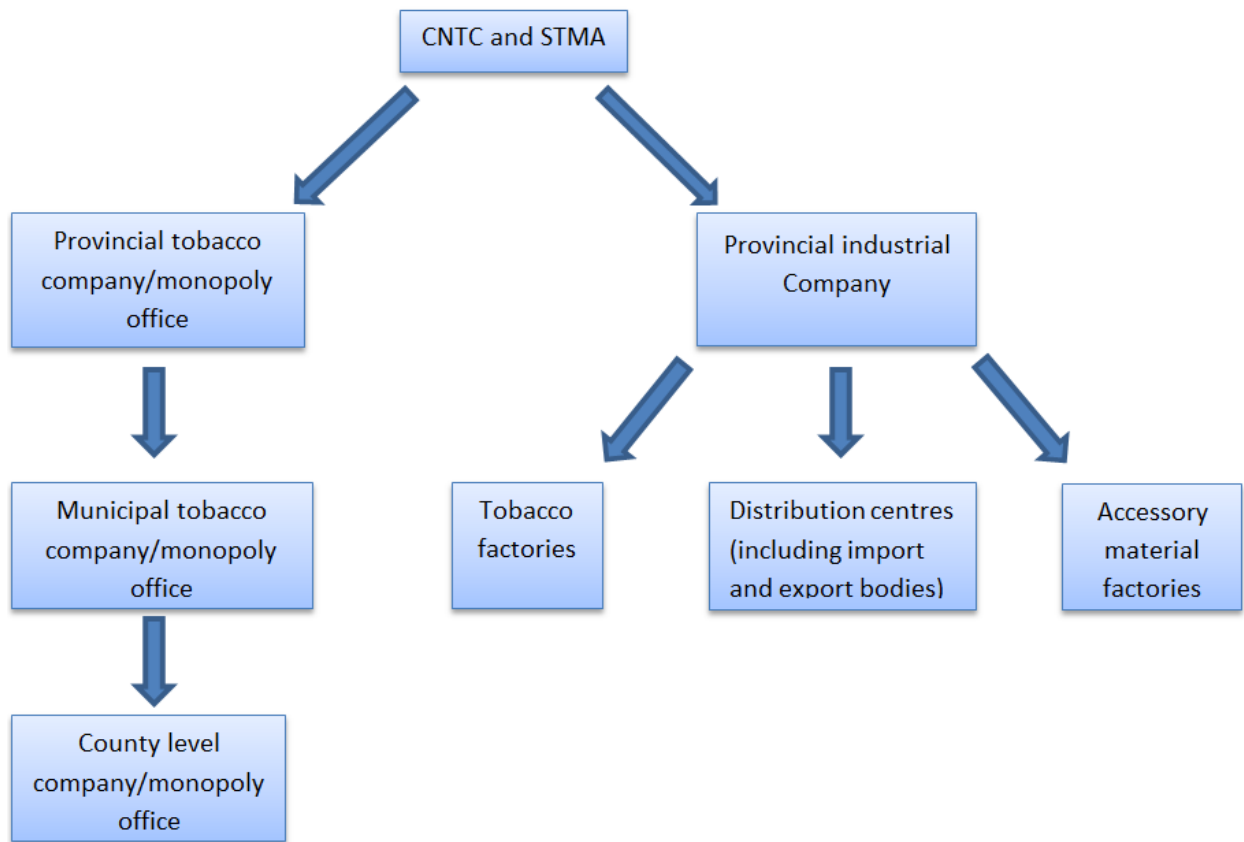 CNTC and STMA
Provincial tobacco
company/monopoly
office
Provincial industrial
Company
Municipal tobacco
company/monopoly
office
Tobacco
factories
Distribution centres
(including import
and export bodies)
Accessory
material
factories
County level
company/monopoly
office